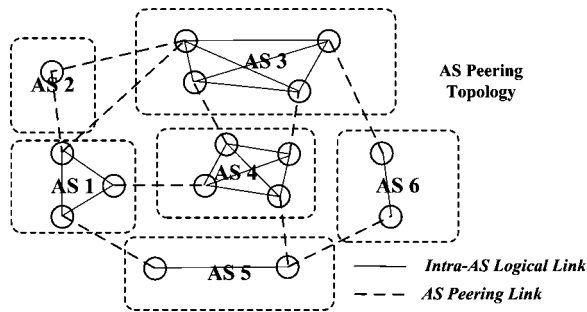 AS 3
AS Peering
Topology
AS 2
AS 4
AS 1
AS 6
AS 5
Intra-AS Logical Link
AS Peering Link